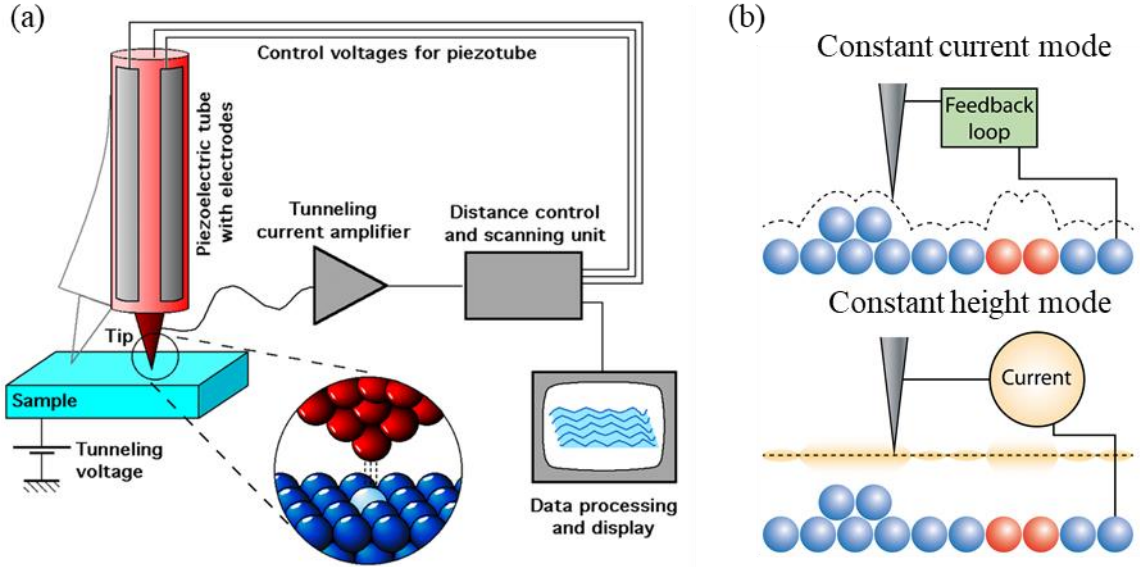 (a)
Control voltages for piezotube
Piezoelectric tube
with electrodes
Tunneling
current amplifier
Distance control
and scanning unit
Tip
Sample
Tunneling
voltage
Data processing
and display
(b)
Constant current mode
Feedback
loop
Constant height mode
Current